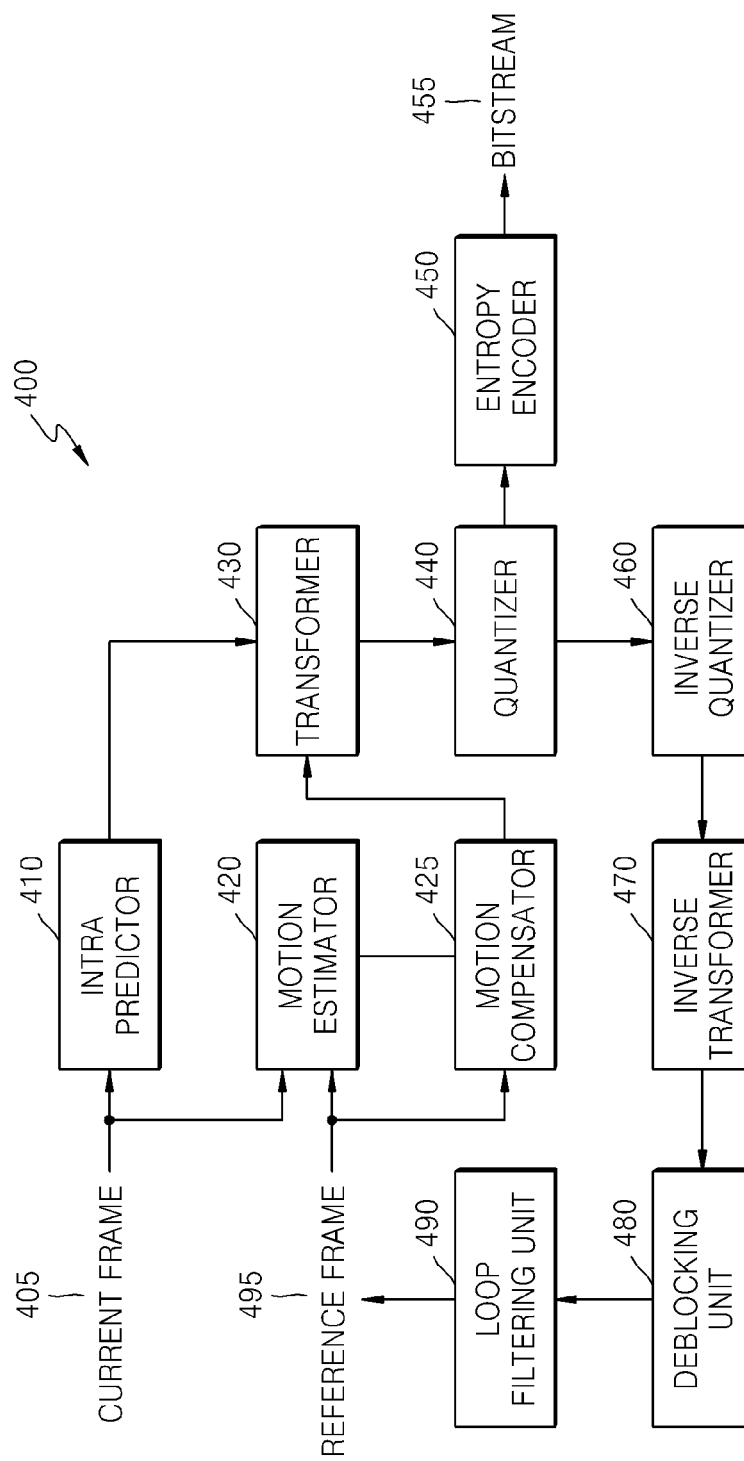 400
405
CURRENT FRAME
410
INTRA
PREDICTOR
495
REFERENCE FRAME
420
MOTION
ESTIMATOR
430
TRANSFORMER
490
LOOP
FILTERING UNIT
425
MOTION
COMPENSATOR
440
QUANTIZER
450
ENTROPY
ENCODER
455
BITSTREAM
480
DEBLOCKING
UNIT
470
INVERSE
TRANSFORMER
460
INVERSE
QUANTIZER